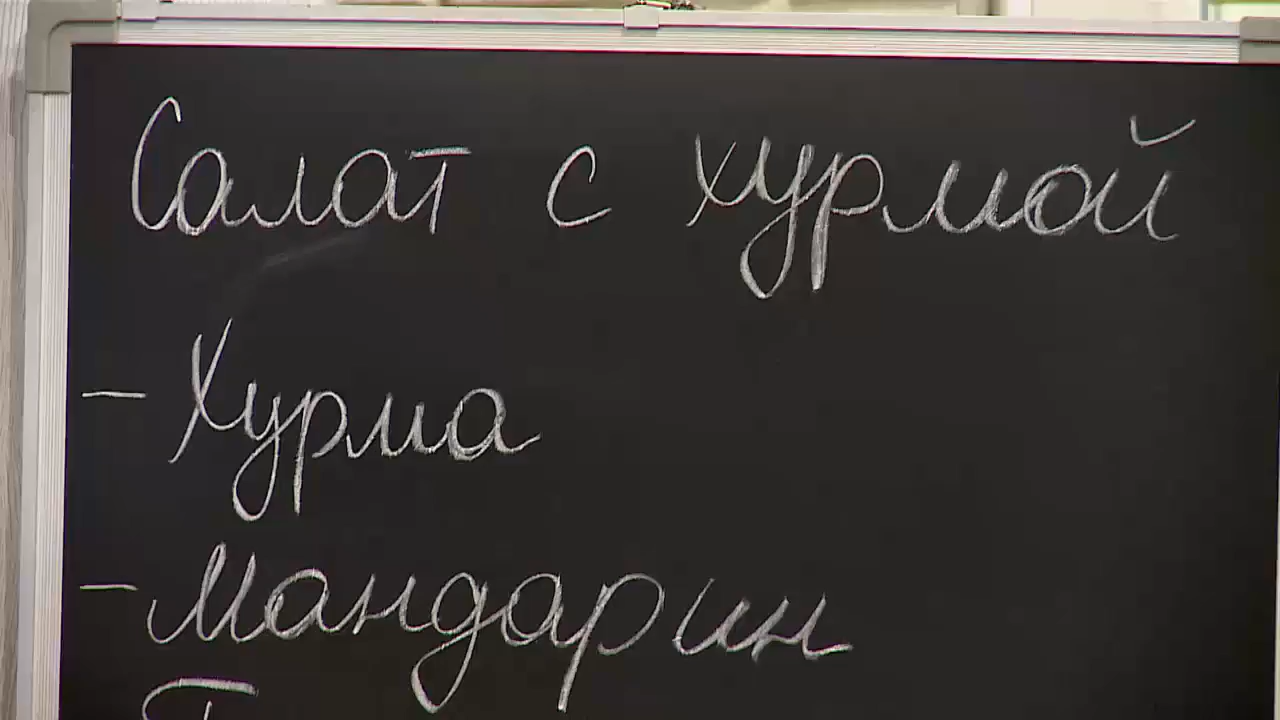 Салат с хурмой
- Хурма
- Мандарин